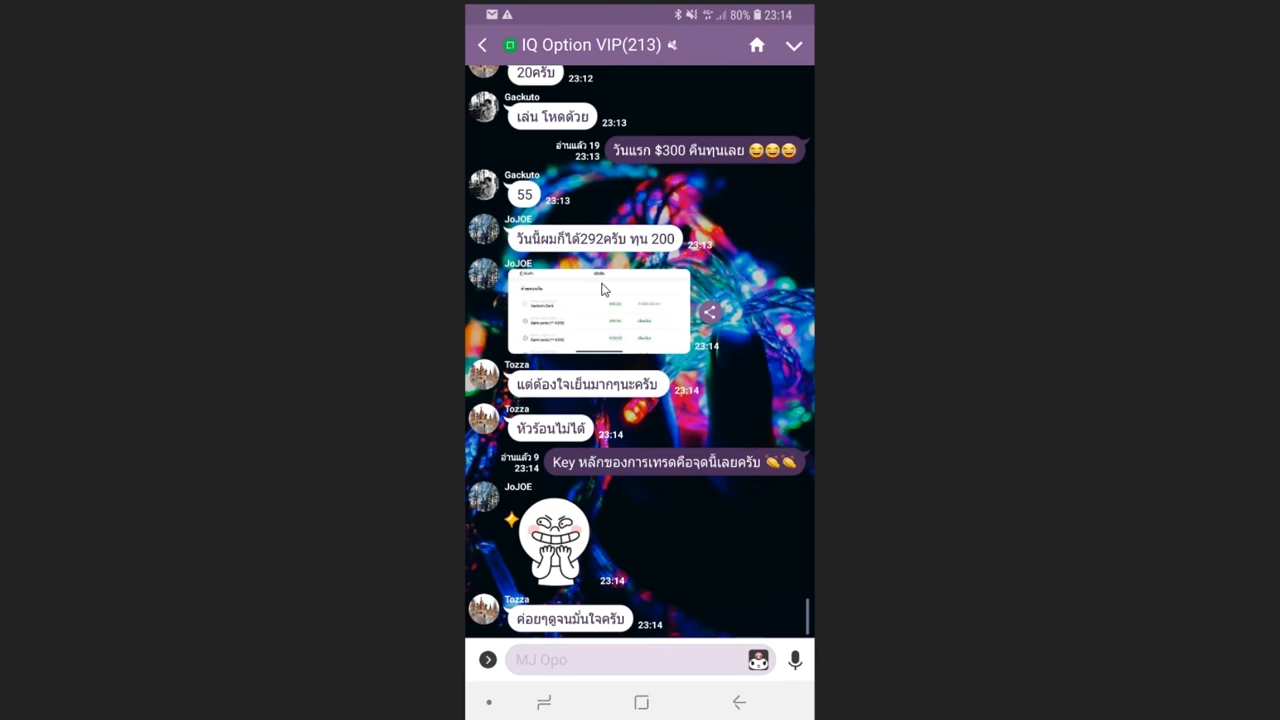 80% 23:14
IQ Option VIP(213)
20ครับ 23:12
Gackuto
เล่น โหดด้วย 23:13
อ่านแล้ว 19
23:13
วันแรก $300 คืนทุนเลย 😂😂😂
Gackuto
55 23:13
JoJOE
วันนี้ผมก็ได้292ครับ ทุน 200 23:13
JoJOE
23:14
Tozza
แต่ต้องใจเย็นมากๆนะครับ 23:14
Tozza
หัวร้อนไม่ได้ 23:14
อ่านแล้ว 9
23:14
Key หลักของการเทรดคือจุดนี้เลยครับ 👏👏
JoJOE
23:14
Tozza
ค่อยๆดูจนมั่นใจครับ 23:14
MJ Opo